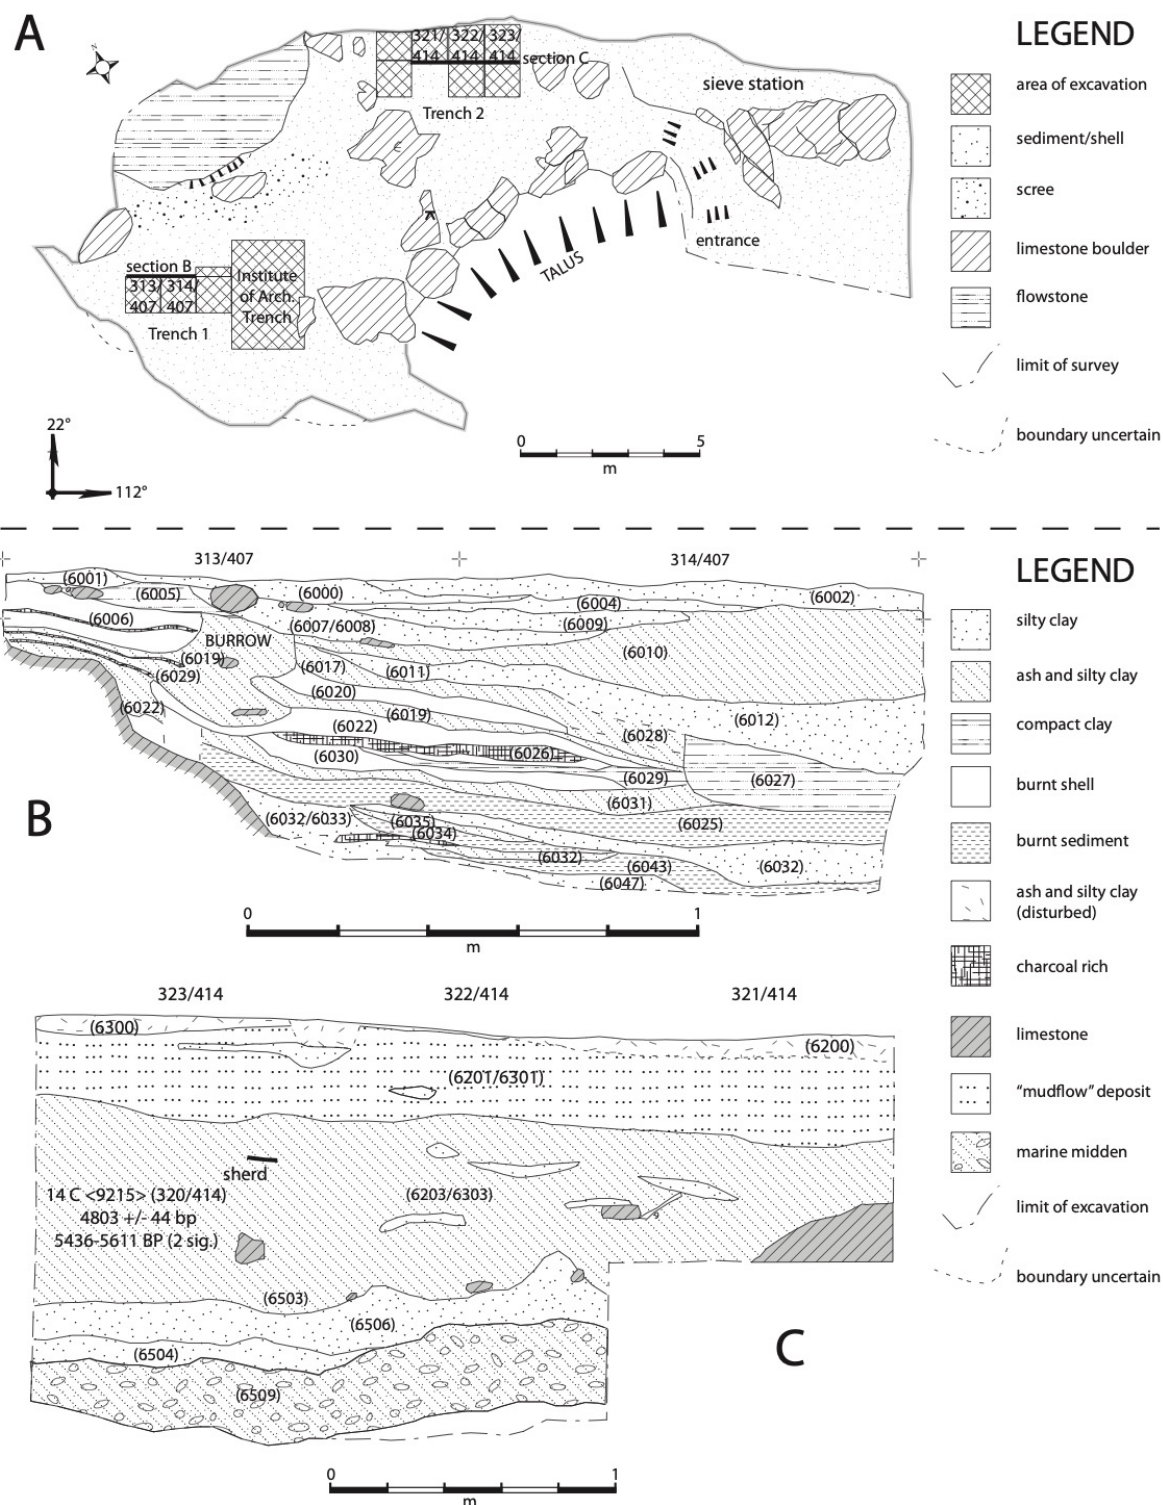 A
N
321/ 322/ 323/
414 414 414 section C
Trench 2
sieve station
entrance
TALUS
section B
313/ 314/
407 407
Trench 1
Institute
of Arch.
Trench
22°
112°
0 5
m
LEGEND
area of excavation
sediment/shell
scree
limestone boulder
flowstone
limit of survey
boundary uncertain
313/407 314/407
(6001)
(6005)
(6000)
(6004)
(6002)
(6006)
(6007/6008)
(6009)
BURROW
(6010)
(6019)
(6029)
(6017)
(6011)
(6020)
(6022)
(6019)
(6012)
(6022)
(6028)
(6030)
(6026)
(6029)
(6027)
(6031)
B
(6032/6033)
(6035)
(6034)
(6025)
(6032)
(6043)
(6032)
(6047)
0 1
m
323/414 322/414 321/414
(6300)
(6200)
(6201/6301)
sherd
14 C <9215> (320/414)
4803 +/- 44 bp
5436-5611 BP (2 sig.)
(6203/6303)
(6503)
(6506)
(6504)
(6509)
C
0 1
m
LEGEND
silty clay
ash and silty clay
compact clay
burnt shell
burnt sediment
ash and silty clay
(disturbed)
charcoal rich
limestone
“mudflow” deposit
marine midden
limit of excavation
boundary uncertain